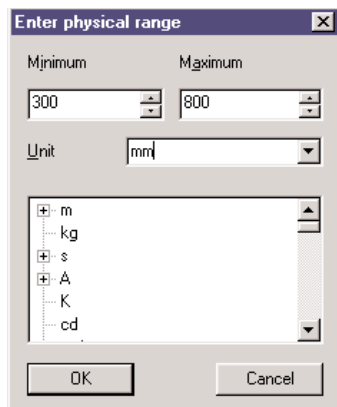 Enter physical range
Minimum Maximum
300 800
Unit mm
m
kg
s
A
K
cd
OK Cancel